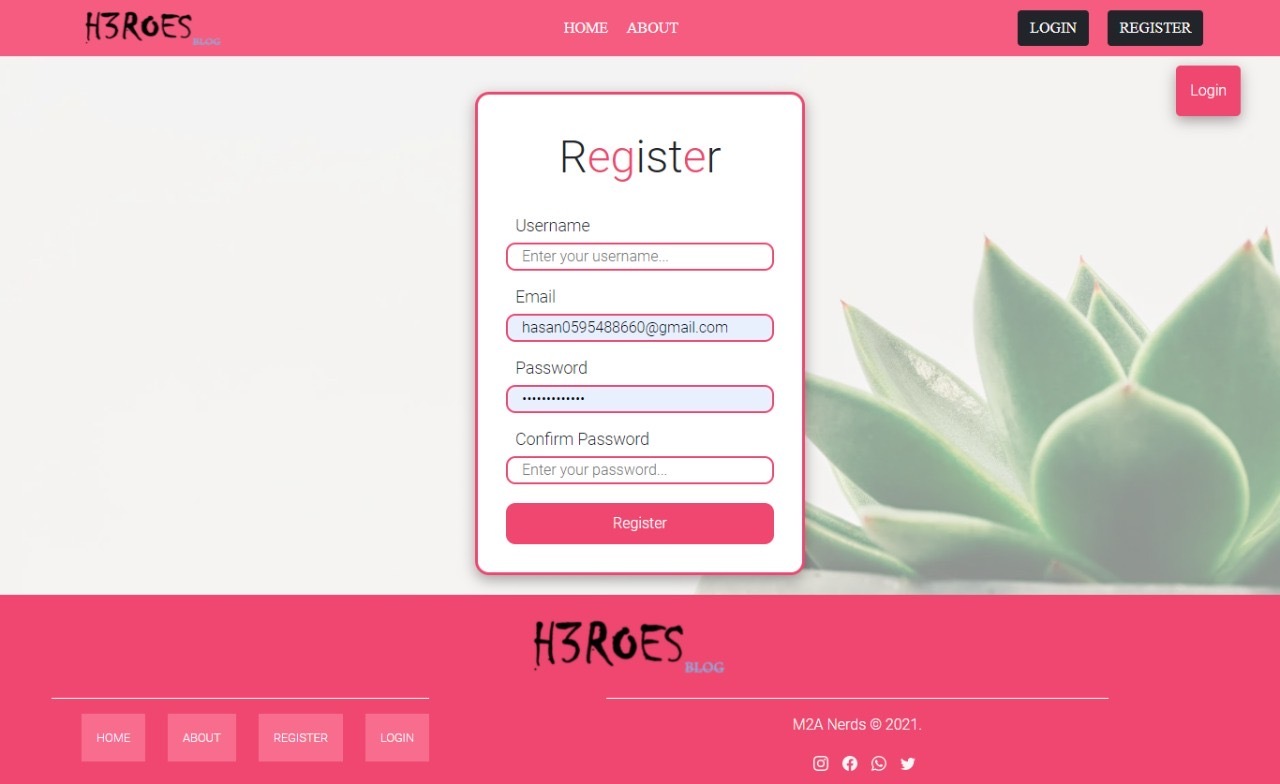 H3ROES BLOG
HOME ABOUT
LOGIN REGISTER
Login
Register
Username
Enter your username...
Email
hasan0595488660@gmail.com
Password
•••••••••••••
Confirm Password
Enter your password...
Register
H3ROES BLOG
HOME ABOUT REGISTER LOGIN
M2A Nerds © 2021.